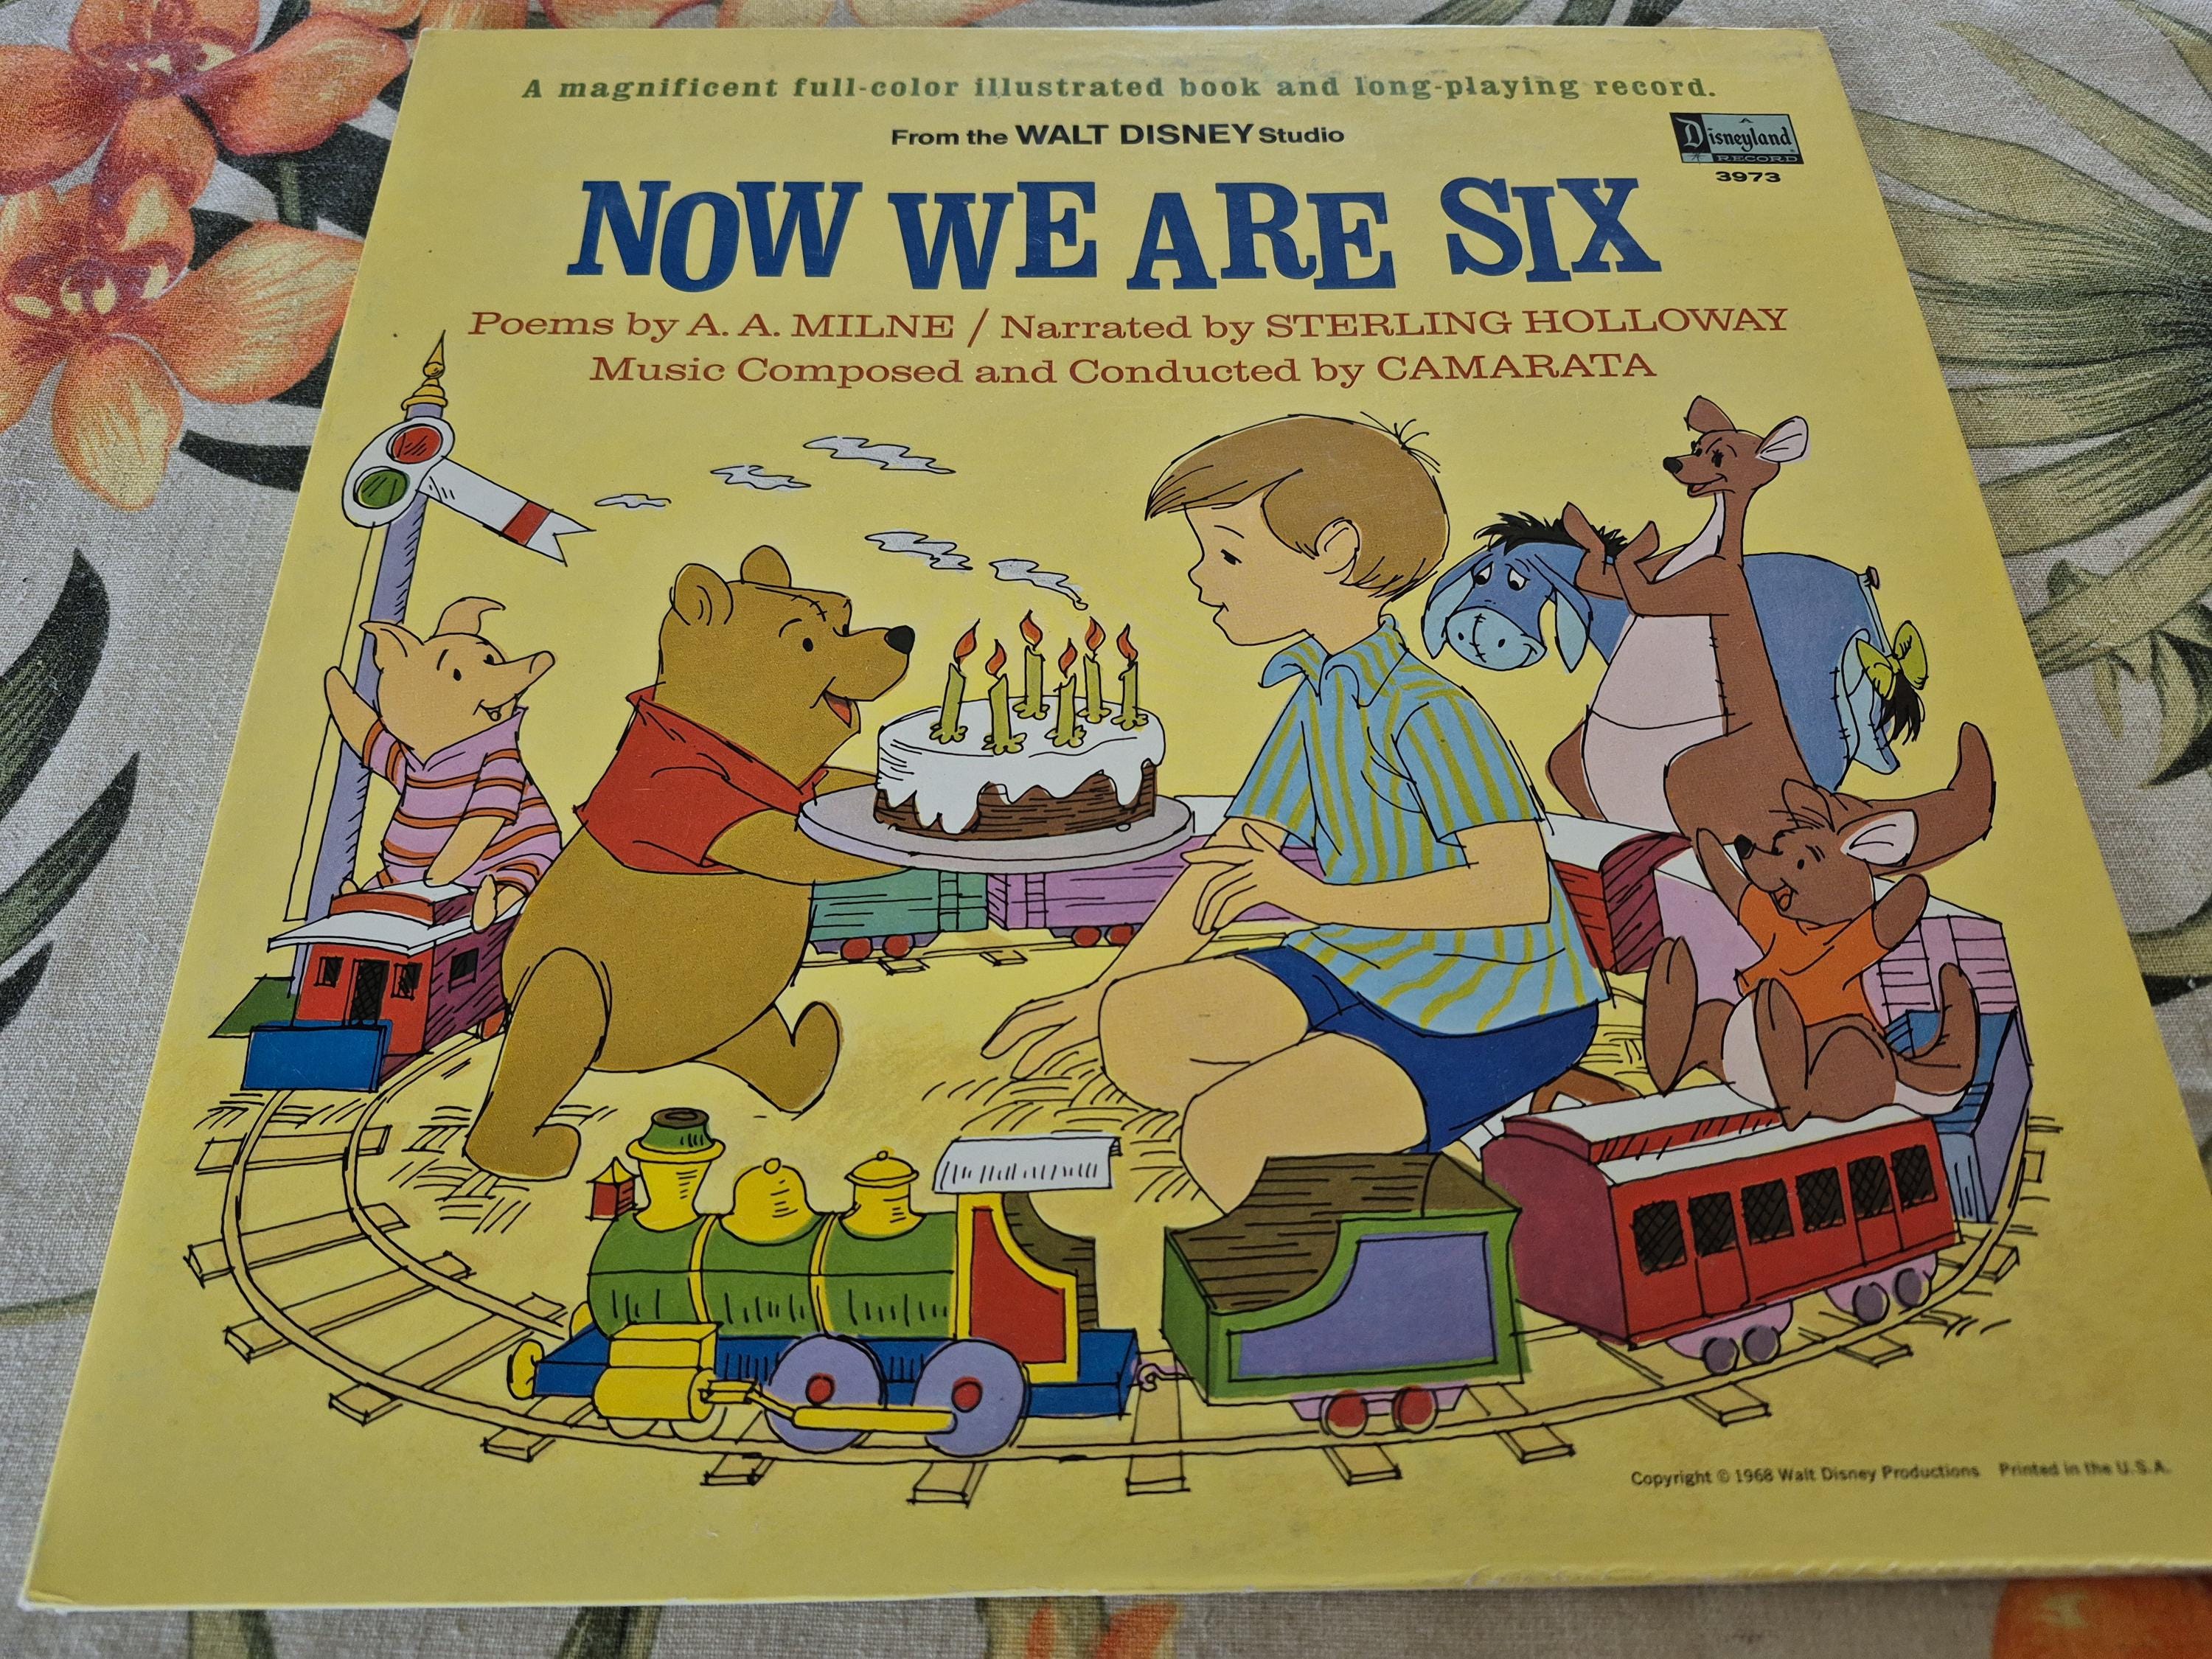 A magnificent full-color illustrated book and long-playing record.
From the WALT DISNEY Studio
A Disneyland RECORD
3973
NOW WE ARE SIX
Poems by A. A. MILNE / Narrated by STERLING HOLLOWAY
Music Composed and Conducted by CAMARATA
Copyright © 1968 Walt Disney Productions Printed in the U.S.A.